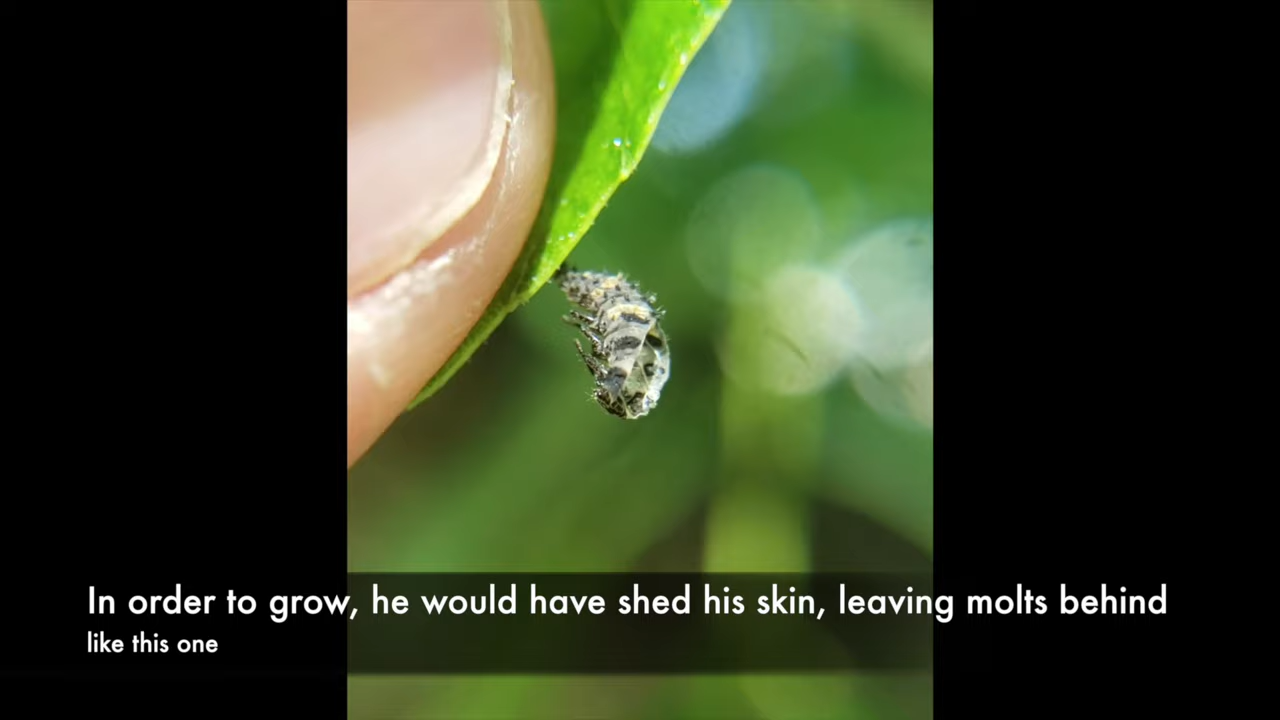 In order to grow, he would have shed his skin, leaving molts behind
like this one